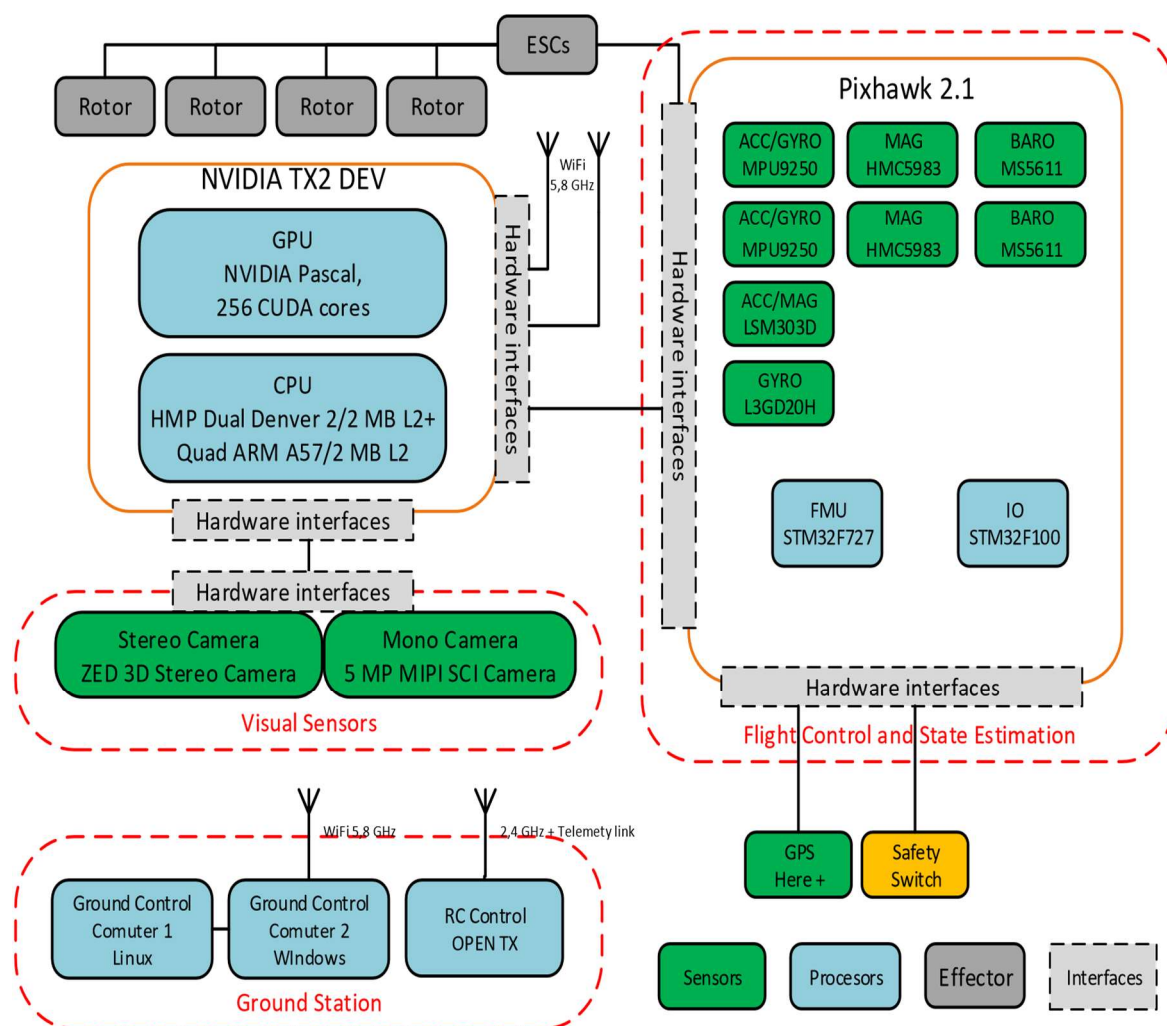 ESCs
Rotor
Rotor
Rotor
Rotor
WiFi
5,8 GHz
NVIDIA TX2 DEV
GPU
NVIDIA Pascal,
256 CUDA cores
CPU
HMP Dual Denver 2/2 MB L2+
Quad ARM A57/2 MB L2
Hardware interfaces
Hardware interfaces
Hardware interfaces
Stereo Camera
ZED 3D Stereo Camera
Mono Camera
5 MP MIPI SCI Camera
Visual Sensors
Pixhawk 2.1
ACC/GYRO
MPU9250
MAG
HMC5983
BARO
MS5611
ACC/GYRO
MPU9250
MAG
HMC5983
BARO
MS5611
ACC/MAG
LSM303D
GYRO
L3GD20H
Hardware interfaces
FMU
STM32F727
IO
STM32F100
Hardware interfaces
Flight Control and State Estimation
GPS
Here +
Safety
Switch
WiFi 5,8 GHz
2,4 GHz + Telemety link
Ground Control
Comuter 1
Linux
Ground Control
Comuter 2
WIndows
RC Control
OPEN TX
Ground Station
Sensors
Procesors
Effector
Interfaces